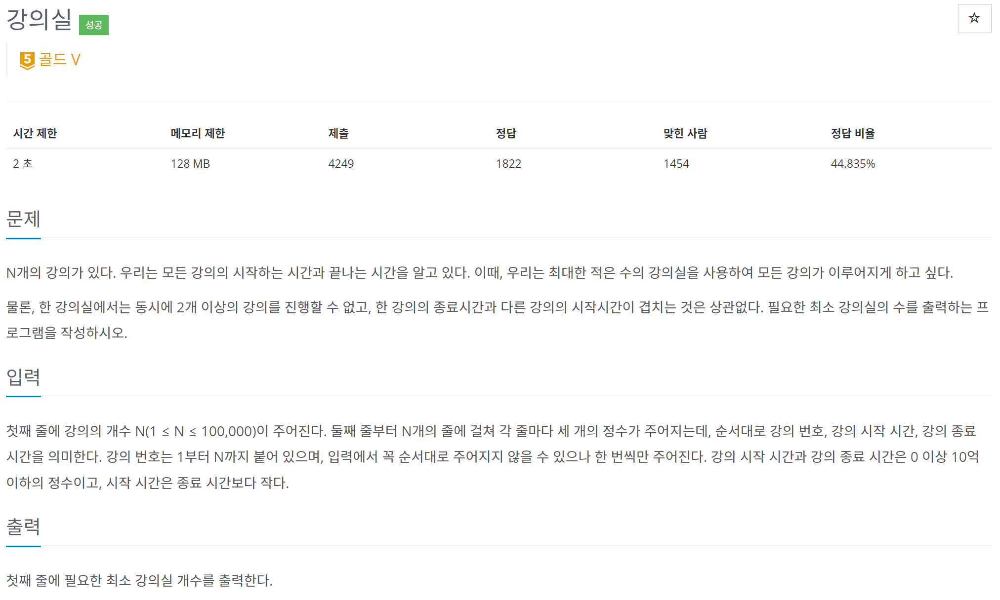 강의실 성공
5 골드 V
시간 제한 메모리 제한 제출 정답 맞힌 사람 정답 비율
2 초 128 MB 4249 1822 1454 44.835%
문제
N개의 강의가 있다. 우리는 모든 강의의 시작하는 시간과 끝나는 시간을 알고 있다. 이때, 우리는 최대한 적은 수의 강의실을 사용하여 모든 강의가 이루어지게 하고 싶다.
물론, 한 강의실에서는 동시에 2개 이상의 강의를 진행할 수 없고, 한 강의의 종료시간과 다른 강의의 시작시간이 겹치는 것은 상관없다. 필요한 최소 강의실의 수를 출력하는 프
로그램을 작성하시오.
입력
첫째 줄에 강의의 개수 N(1 ≤ N ≤ 100,000)이 주어진다. 둘째 줄부터 N개의 줄에 걸쳐 각 줄마다 세 개의 정수가 주어지는데, 순서대로 강의 번호, 강의 시작 시간, 강의 종료
시간을 의미한다. 강의 번호는 1부터 N까지 붙어 있으며, 입력에서 꼭 순서대로 주어지지 않을 수 있으나 한 번씩만 주어진다. 강의 시작 시간과 강의 종료 시간은 0 이상 10억
이하의 정수이고, 시작 시간은 종료 시간보다 작다.
출력
첫째 줄에 필요한 최소 강의실 개수를 출력한다.